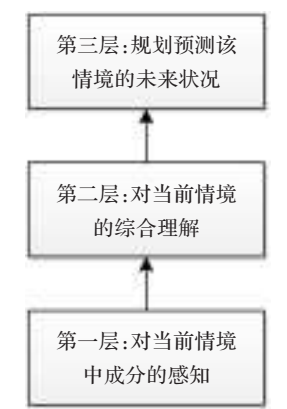 第三层:规划预测该
情境的未来状况
第二层:对当前情境
的综合理解
第一层:对当前情境
中成分的感知